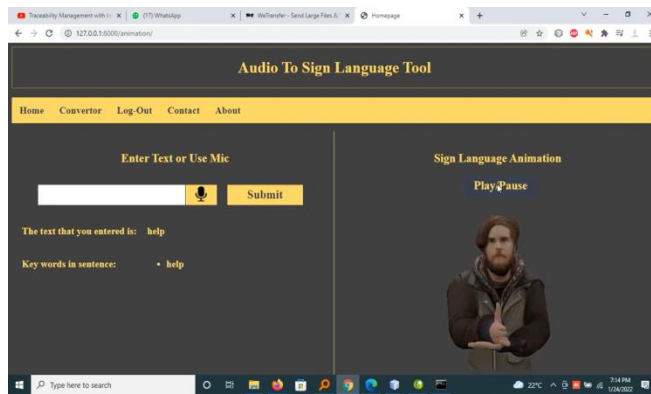 Traceability Management with In
(17) WhatsApp
WeTransfer - Send Large Files &
Homepage
127.0.0.1:8000/animation/
Audio To Sign Language Tool
Home Convertor Log-Out Contact About
Enter Text or Use Mic
Submit
The text that you entered is: help
Key words in sentence: • help
Sign Language Animation
Play/Pause
Type here to search
22°C
7:14 PM
1/24/2022